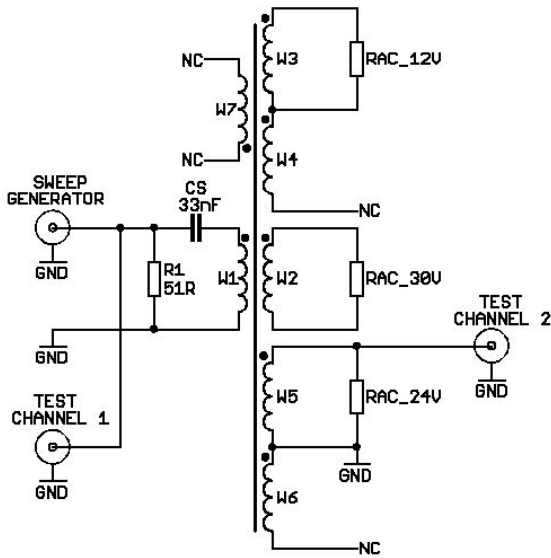 NC
W3
RAC_12V
W7
NC
W4
SWEEP
GENERATOR
CS
33nF
NC
GND
R1
51R
W1
W2
RAC_30V
TEST
CHANNEL 2
GND
TEST
CHANNEL 1
W5
RAC_24V
GND
GND
GND
W6
NC